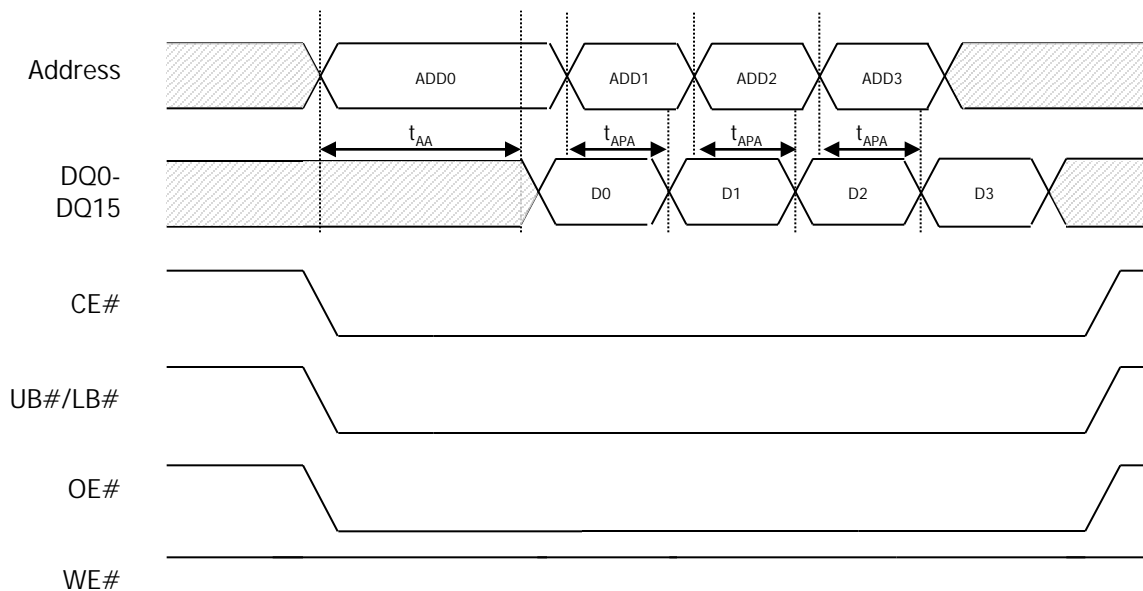 Address
ADD0
ADD1
ADD2
ADD3
tAA
tAPA
tAPA
tAPA
DQ0-
DQ15
D0
D1
D2
D3
CE#
UB#/LB#
OE#
WE#